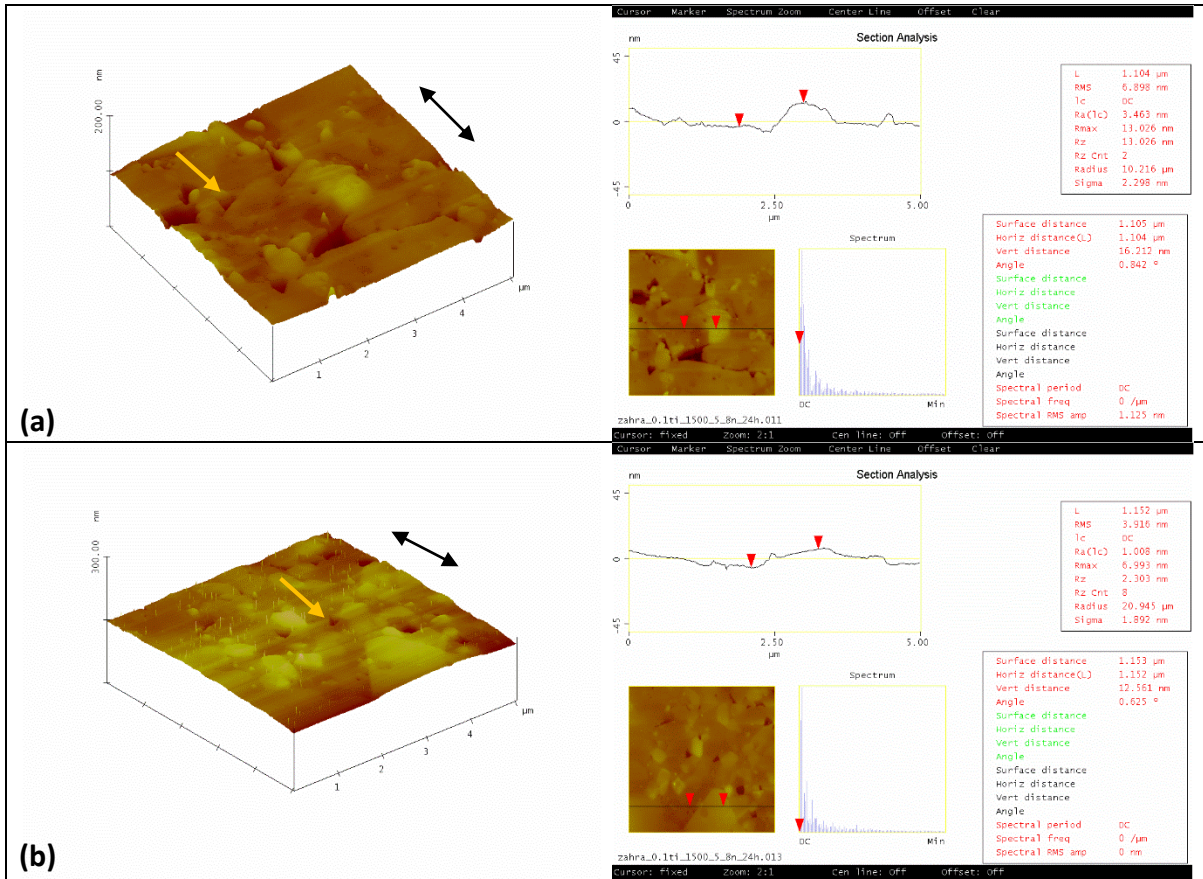 nm
200.00
1
2
3
4
µm
(a)
Cursor Marker Spectrum Zoom Center Line Offset Clear
Section Analysis
nm
45
0
-45
0 2.50 5.00
µm
L 1.104 µm
RMS 6.898 nm
lc DC
Ra(lc) 3.463 nm
Rmax 13.026 nm
Rz 13.026 nm
Rz Cnt 2
Radius 10.216 µm
Sigma 2.298 nm
Surface distance 1.105 µm
Horiz distance(L) 1.104 µm
Vert distance 16.212 nm
Angle 0.842 °
Surface distance
Horiz distance
Vert distance
Angle
Surface distance
Horiz distance
Vert distance
Angle
Spectral period DC
Spectral freq 0 /µm
Spectral RMS amp 1.125 nm
Spectrum
DC Min
zahra_0.1ti_1500_5_8n_24h.011
Cursor: fixed Zoom: 2:1 Cen line: Off Offset: Off
nm
300.00
1
2
3
4
µm
(b)
Cursor Marker Spectrum Zoom Center Line Offset Clear
Section Analysis
nm
45
0
-45
0 2.50 5.00
µm
L 1.152 µm
RMS 3.916 nm
lc DC
Ra(lc) 1.008 nm
Rmax 6.993 nm
Rz 2.303 nm
Rz Cnt 8
Radius 20.945 µm
Sigma 1.892 nm
Surface distance 1.153 µm
Horiz distance(L) 1.152 µm
Vert distance 12.561 nm
Angle 0.625 °
Surface distance
Horiz distance
Vert distance
Angle
Surface distance
Horiz distance
Vert distance
Angle
Spectral period DC
Spectral freq 0 /µm
Spectral RMS amp 0 nm
Spectrum
DC Min
zahra_0.1ti_1500_5_8n_24h.013
Cursor: fixed Zoom: 2:1 Cen line: Off Offset: Off